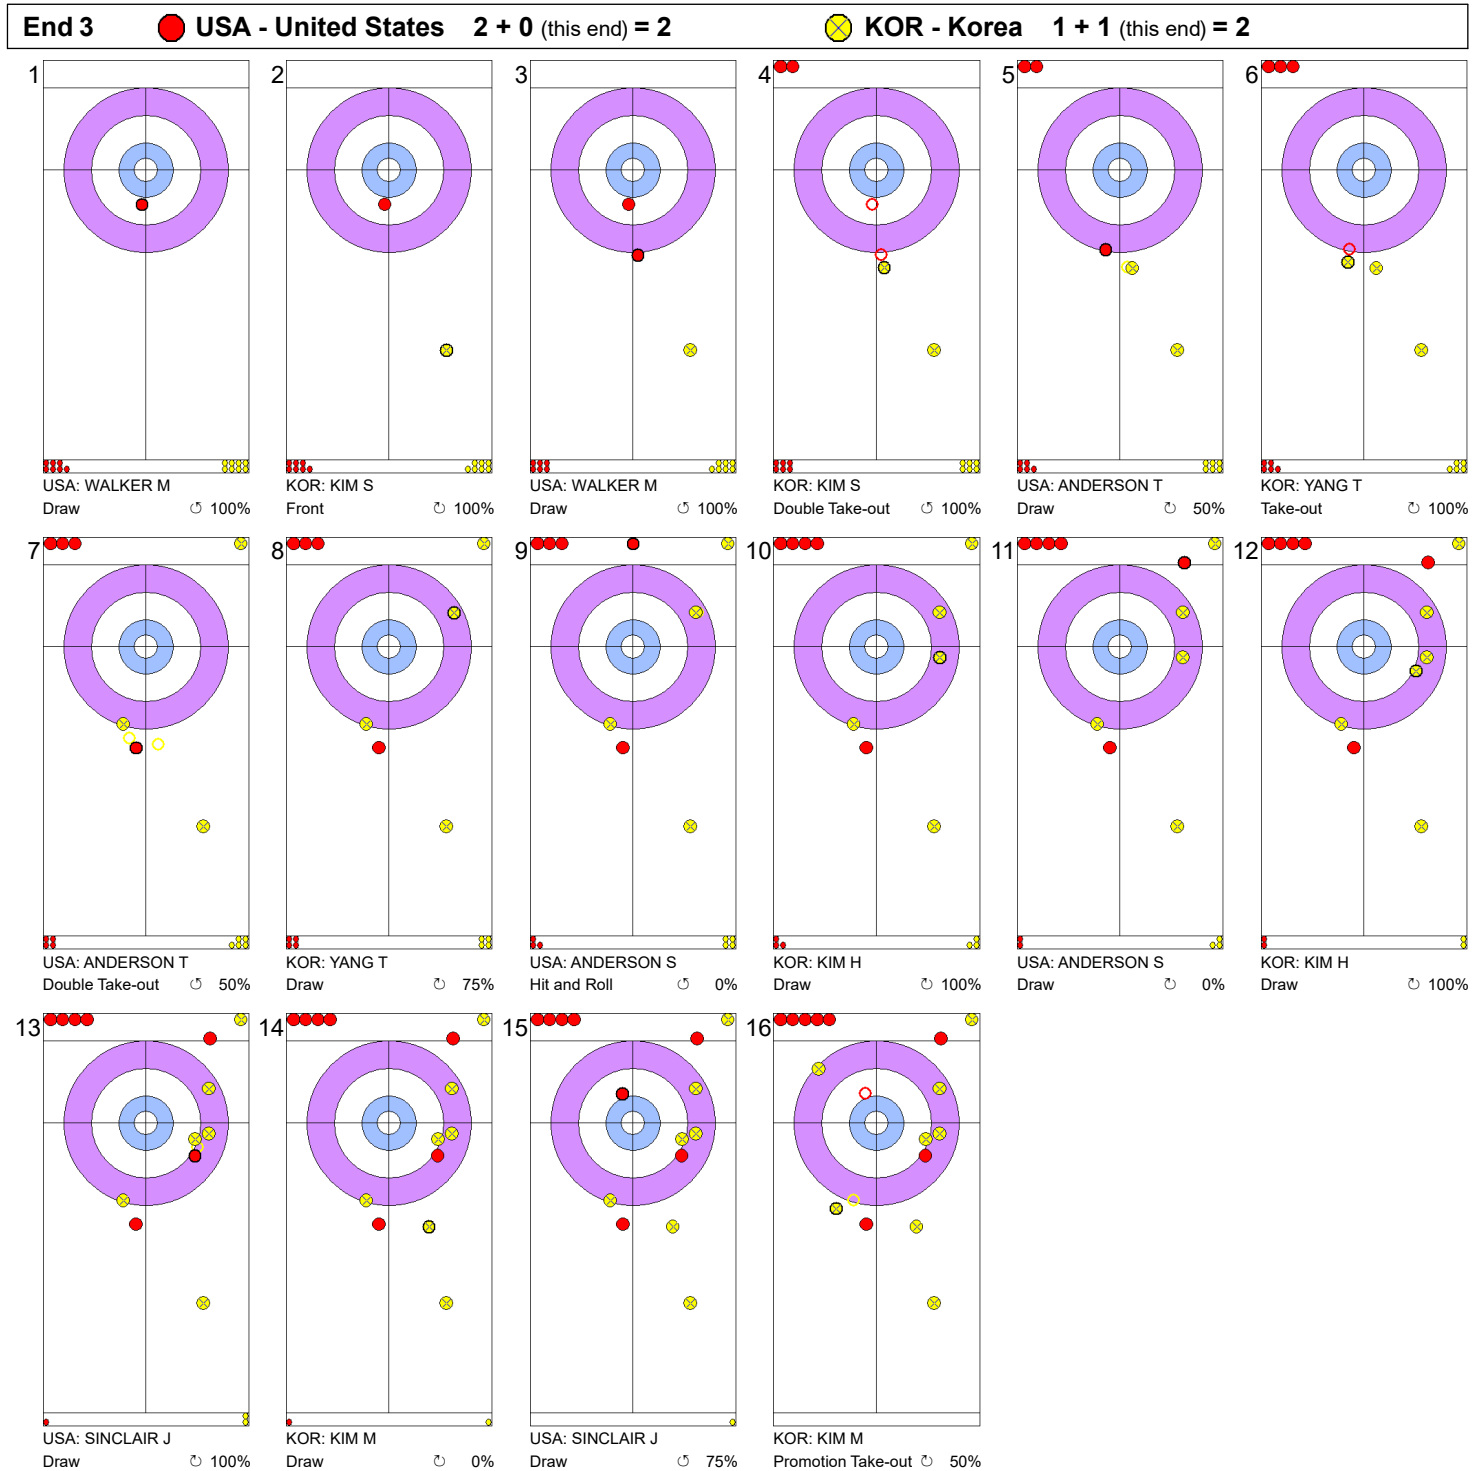 End 3 USA - United States 2 + 0 (this end) = 2 KOR - Korea 1 + 1 (this end) = 2
1 2 3 4 5 6
USA: WALKER M KOR: KIM S USA: WALKER M KOR: KIM S USA: ANDERSON T KOR: YANG T
Draw ↺ 100% Front ↻ 100% Draw ↺ 100% Double Take-out ↺ 100% Draw ↻ 50% Take-out ↻ 100%
7 8 9 10 11 12
USA: ANDERSON T KOR: YANG T USA: ANDERSON S KOR: KIM H USA: ANDERSON S KOR: KIM H
Double Take-out ↺ 50% Draw ↻ 75% Hit and Roll ↺ 0% Draw ↺ 100% Draw ↻ 0% Draw ↻ 100%
13 14 15 16
USA: SINCLAIR J KOR: KIM M USA: SINCLAIR J KOR: KIM M
Draw ↻ 100% Draw ↻ 0% Draw ↺ 75% Promotion Take-out ↻ 50%